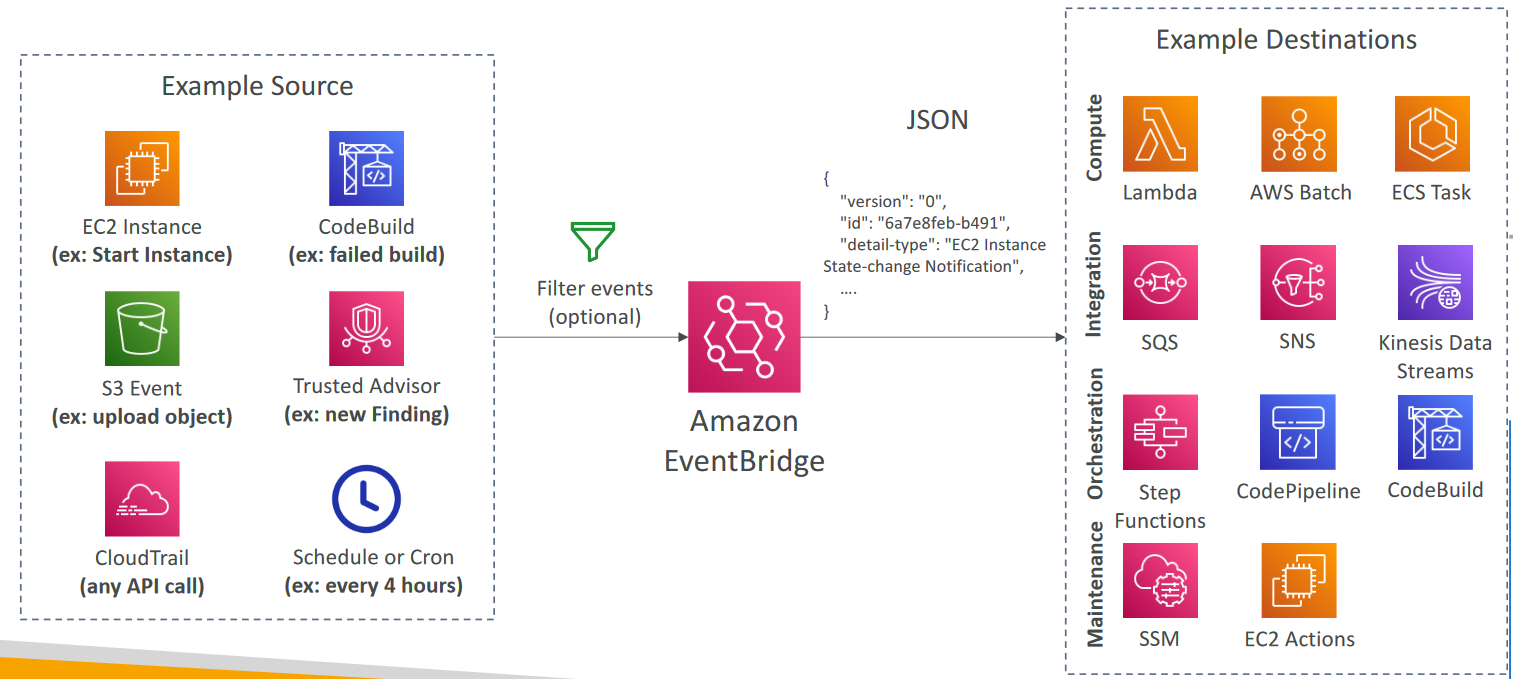 Example Source
EC2 Instance
(ex: Start Instance)
CodeBuild
(ex: failed build)
S3 Event
(ex: upload object)
Trusted Advisor
(ex: new Finding)
CloudTrail
(any API call)
Schedule or Cron
(ex: every 4 hours)
Filter events
(optional)
Amazon
EventBridge
JSON
{
"version": "0",
"id": "6a7e8feb-b491",
"detail-type": "EC2 Instance
State-change Notification",
....
}
Example Destinations
Compute
Lambda
AWS Batch
ECS Task
Integration
SQS
SNS
Kinesis Data
Streams
Orchestration
Step
Functions
CodePipeline
CodeBuild
Maintenance
SSM
EC2 Actions